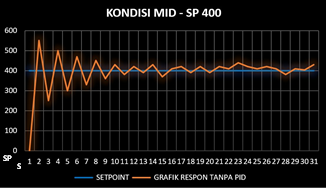 KONDISI MID - SP 400
600
500
400
300
200
100
0
SP
S
1 2 3 4 5 6 7 8 9 10 11 12 13 14 15 16 17 18 19 20 21 22 23 24 25 26 27 28 29 30 31
SETPOINT GRAFIK RESPON TANPA PID